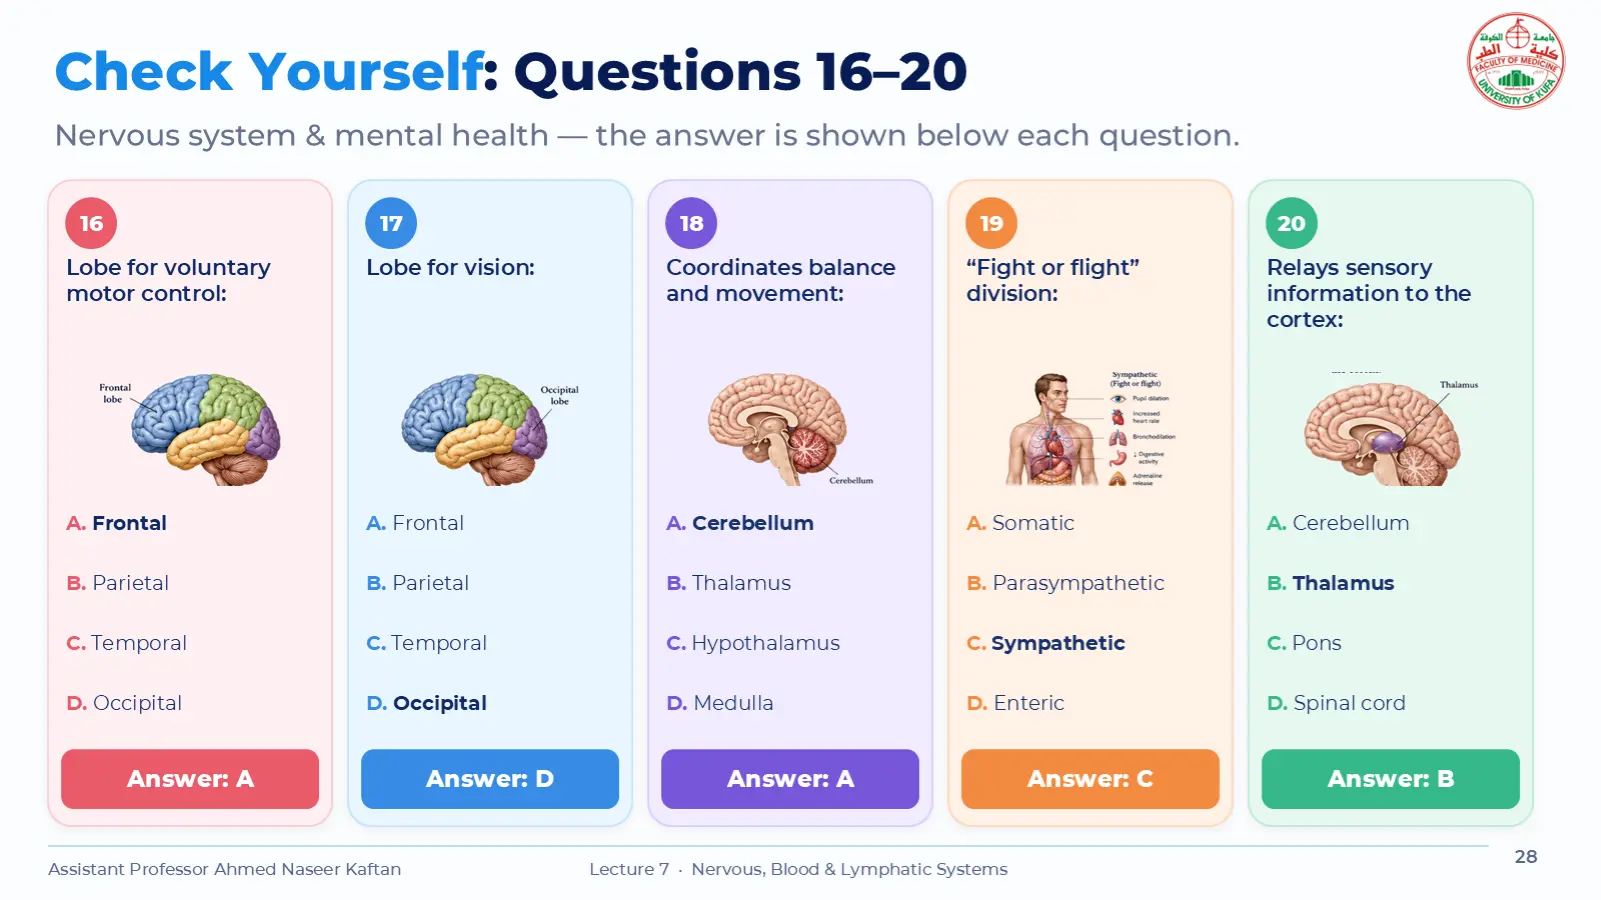 Check Yourself: Questions 16–20
جامعة الكوفة
كلية الطب
FACULTY OF MEDICINE
UNIVERSITY OF KUFA
Nervous system & mental health — the answer is shown below each question.
16
Lobe for voluntary
motor control:
Frontal
lobe
A. Frontal
B. Parietal
C. Temporal
D. Occipital
Answer: A
17
Lobe for vision:
Occipital
lobe
A. Frontal
B. Parietal
C. Temporal
D. Occipital
Answer: D
18
Coordinates balance
and movement:
Cerebellum
A. Cerebellum
B. Thalamus
C. Hypothalamus
D. Medulla
Answer: A
19
“Fight or flight”
division:
Sympathetic
(Fight or flight)
Pupil dilation
Increased
heart rate
Bronchodilation
↓ Digestive
activity
Adrenaline
release
A. Somatic
B. Parasympathetic
C. Sympathetic
D. Enteric
Answer: C
20
Relays sensory
information to the
cortex:
Thalamus
A. Cerebellum
B. Thalamus
C. Pons
D. Spinal cord
Answer: B
Assistant Professor Ahmed Naseer Kaftan
Lecture 7 · Nervous, Blood & Lymphatic Systems
28